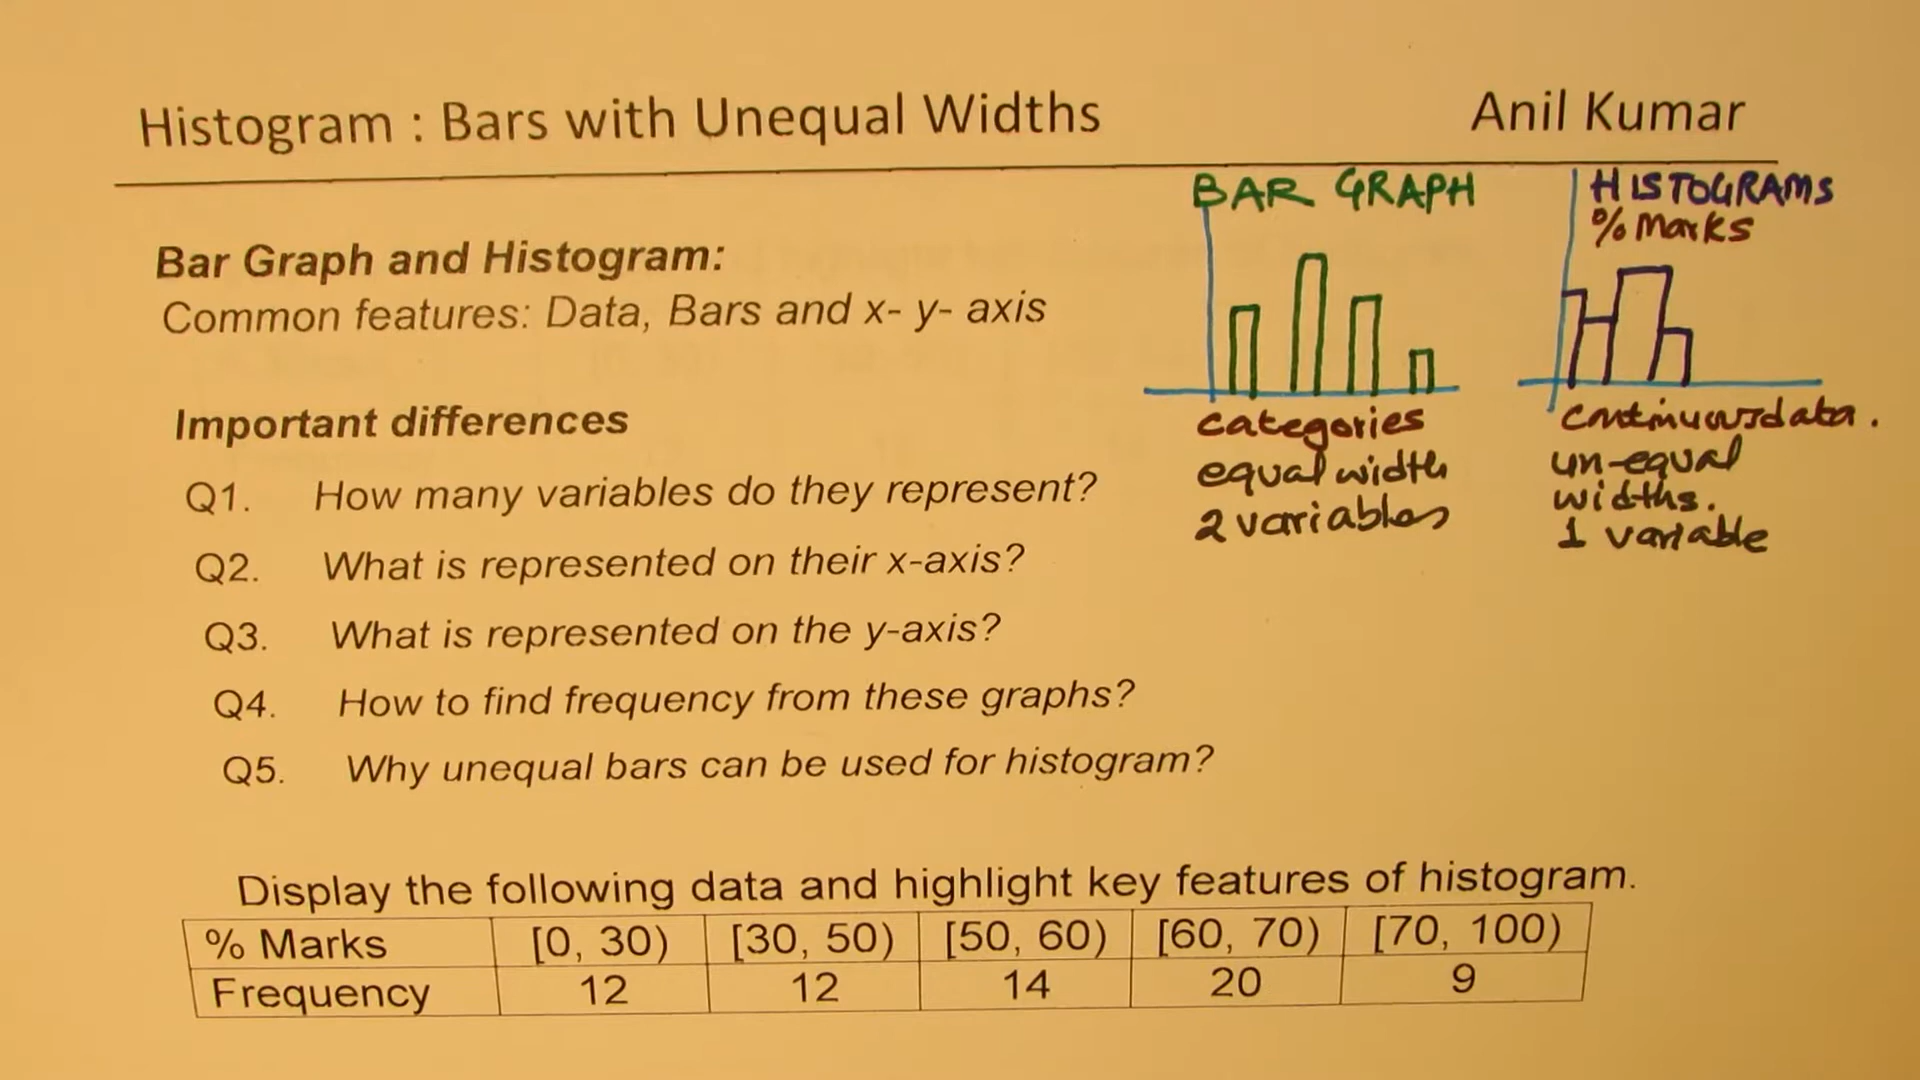 Histogram : Bars with Unequal Widths
Anil Kumar
BAR GRAPH
HISTOGRAMS
% Marks
Bar Graph and Histogram:
Common features: Data, Bars and x- y- axis
categories
equal width
2 variables
continuous data.
un-equal
widths.
1 variable
Important differences
Q1. How many variables do they represent?
Q2. What is represented on their x-axis?
Q3. What is represented on the y-axis?
Q4. How to find frequency from these graphs?
Q5. Why unequal bars can be used for histogram?
Display the following data and highlight key features of histogram.
% Marks [0, 30) [30, 50) [50, 60) [60, 70) [70, 100)
Frequency 12 12 14 20 9